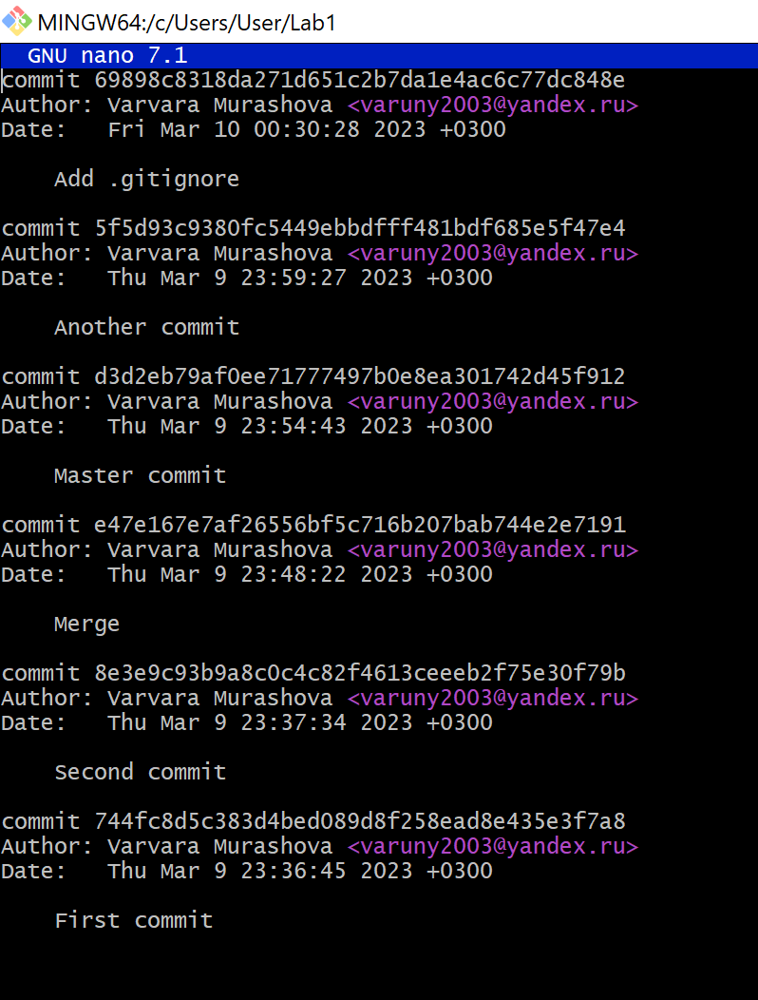 MINGW64:/c/Users/User/Lab1
GNU nano 7.1
commit 69898c8318da271d651c2b7da1e4ac6c77dc848e
Author: Varvara Murashova <varuny2003@yandex.ru>
Date:   Fri Mar 10 00:30:28 2023 +0300
Add .gitignore
commit 5f5d93c9380fc5449ebbdfff481bdf685e5f47e4
Author: Varvara Murashova <varuny2003@yandex.ru>
Date:   Thu Mar 9 23:59:27 2023 +0300
Another commit
commit d3d2eb79af0ee71777497b0e8ea301742d45f912
Author: Varvara Murashova <varuny2003@yandex.ru>
Date:   Thu Mar 9 23:54:43 2023 +0300
Master commit
commit e47e167e7af26556bf5c716b207bab744e2e7191
Author: Varvara Murashova <varuny2003@yandex.ru>
Date:   Thu Mar 9 23:48:22 2023 +0300
Merge
commit 8e3e9c93b9a8c0c4c82f4613ceeeb2f75e30f79b
Author: Varvara Murashova <varuny2003@yandex.ru>
Date:   Thu Mar 9 23:37:34 2023 +0300
Second commit
commit 744fc8d5c383d4bed089d8f258ead8e435e3f7a8
Author: Varvara Murashova <varuny2003@yandex.ru>
Date:   Thu Mar 9 23:36:45 2023 +0300
First commit